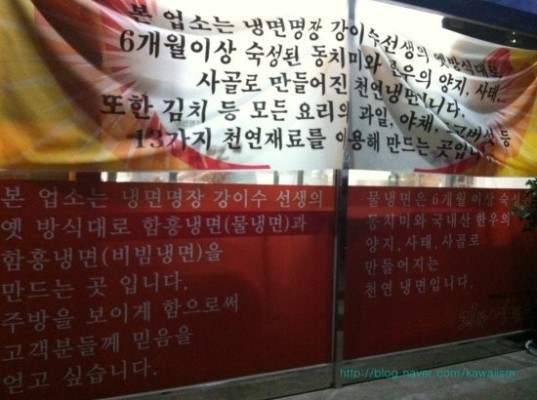 본 업소는 냉면명장 강이수선생의 옛방식대로
6개월이상 숙성된 동치미와 한우의 양지, 사태
사골로 만들어진 천연냉면입니다.
또한 김치 등 모든 요리의 과일, 야채, 등
13가지 천연재료를 이용해 만드는 곳입니다
본 업소는 냉면명장 강이수 선생의
옛 방식대로 함흥냉면(물냉면)과
함흥냉면(비빔냉면)을
만드는 곳 입니다.
주방을 보이게 함으로써
고객분들께 믿음을
얻고 싶습니다.
물냉면은 6개월 이상 숙성
동치미와 국내산 한우의
양지, 사태, 사골로
만들어지는
천연 냉면입니다.
http://blog.naver.com/kawaiism